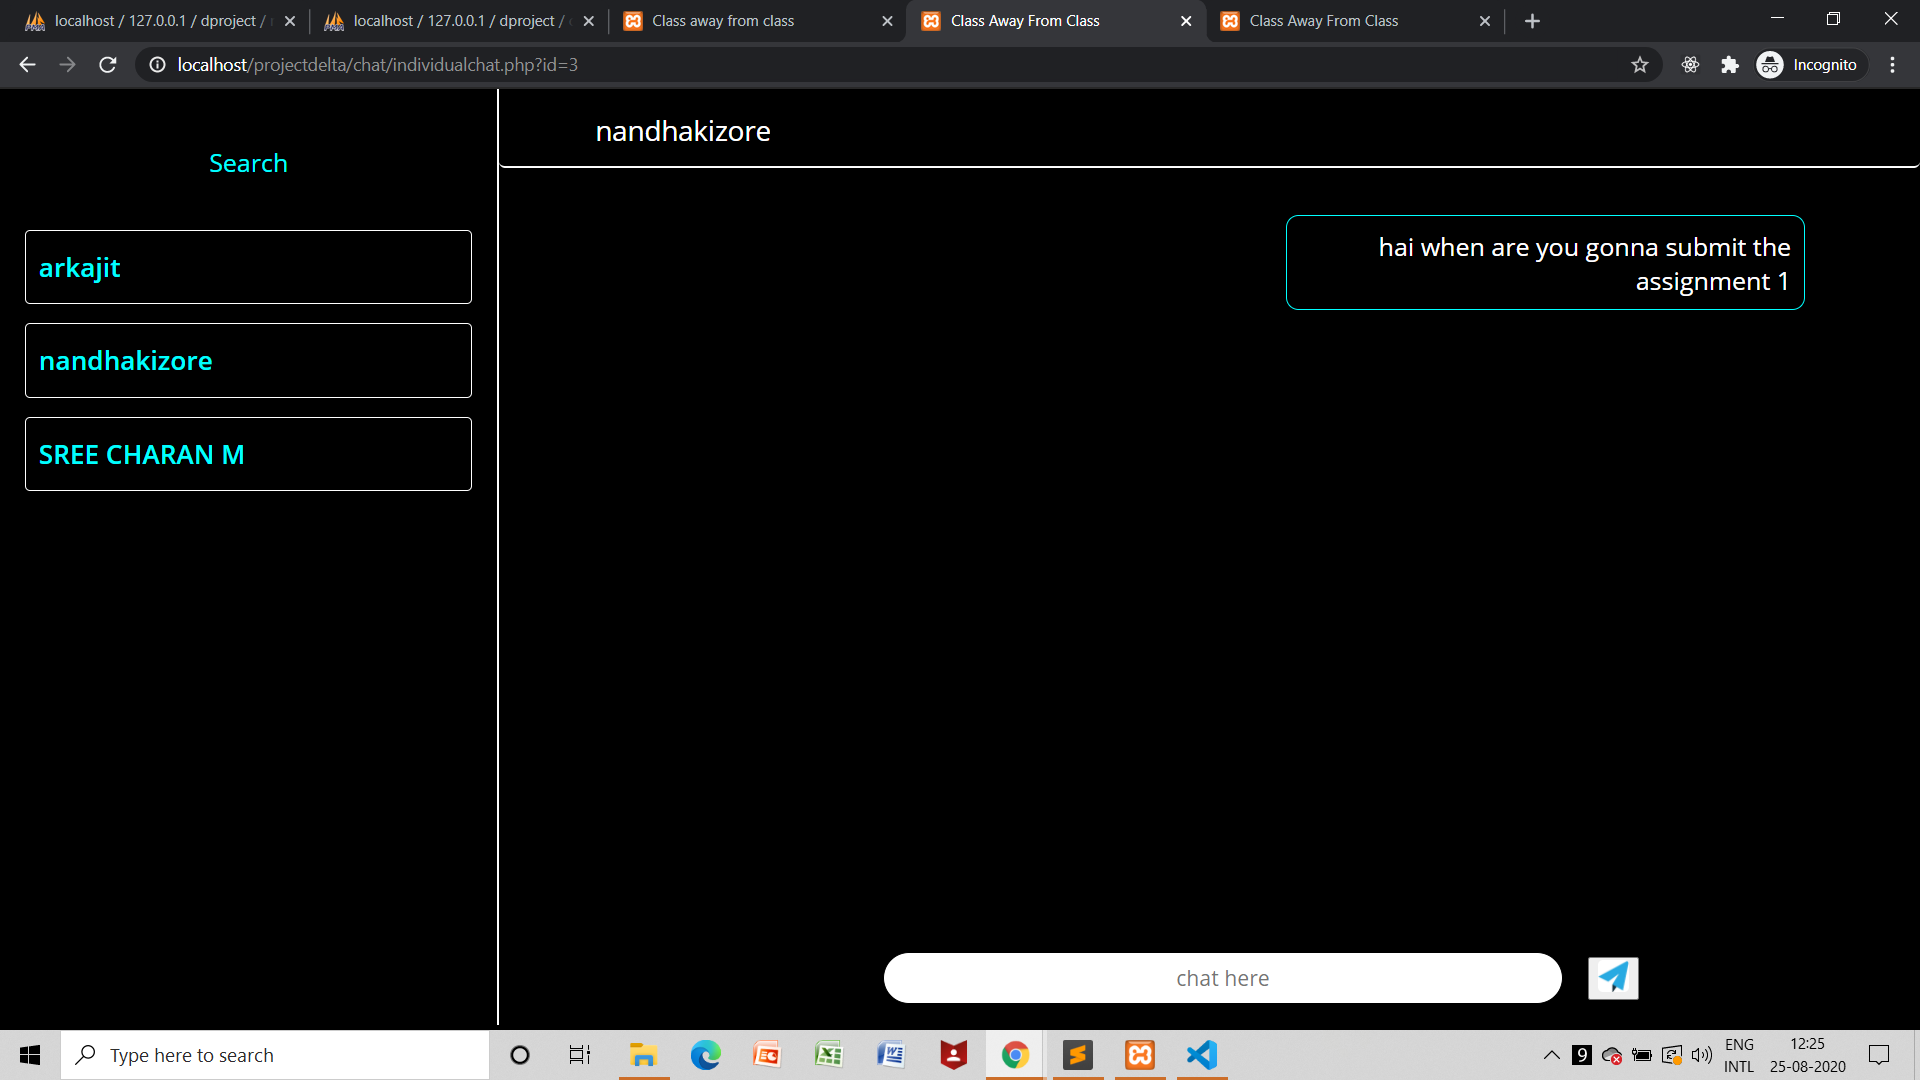 localhost / 127.0.0.1 / dproject /
localhost / 127.0.0.1 / dproject /
Class away from class
Class Away From Class
Class Away From Class
localhost/projectdelta/chat/individualchat.php?id=3
Incognito
Search
arkajit
nandhakizore
SREE CHARAN M
nandhakizore
hai when are you gonna submit the
assignment 1
chat here
Type here to search
9
ENG
INTL
12:25
25-08-2020